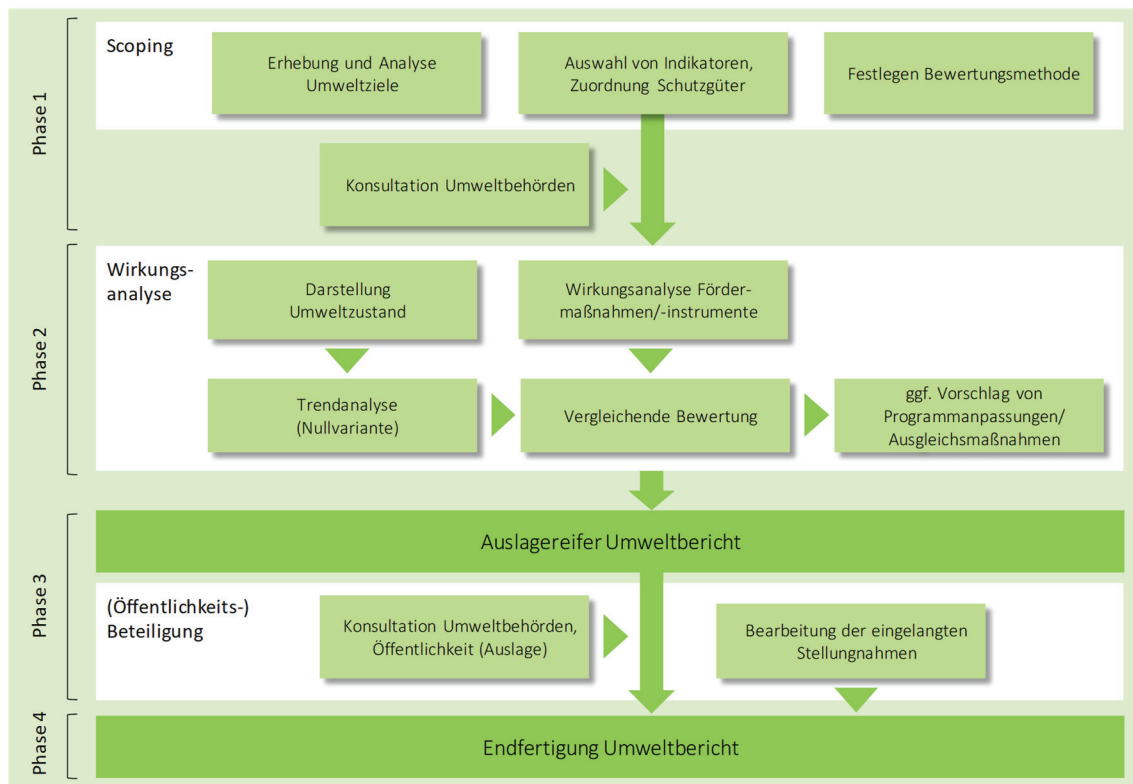 Phase 1
Scoping
Erhebung und Analyse
Umweltziele
Auswahl von Indikatoren,
Zuordnung Schutzgüter
Festlegen Bewertungsmethode
Konsultation Umweltbehörden
Phase 2
Wirkungs-
analyse
Darstellung
Umweltzustand
Wirkungsanalyse Förder-
maßnahmen/-instrumente
Trendanalyse
(Nullvariante)
Vergleichende Bewertung
ggf. Vorschlag von
Programmanpassungen/
Ausgleichsmaßnahmen
Phase 3
Auslagereifer Umweltbericht
(Öffentlichkeits-)
Beteiligung
Konsultation Umweltbehörden,
Öffentlichkeit (Auslage)
Bearbeitung der eingelangten
Stellungnahmen
Phase 4
Endfertigung Umweltbericht